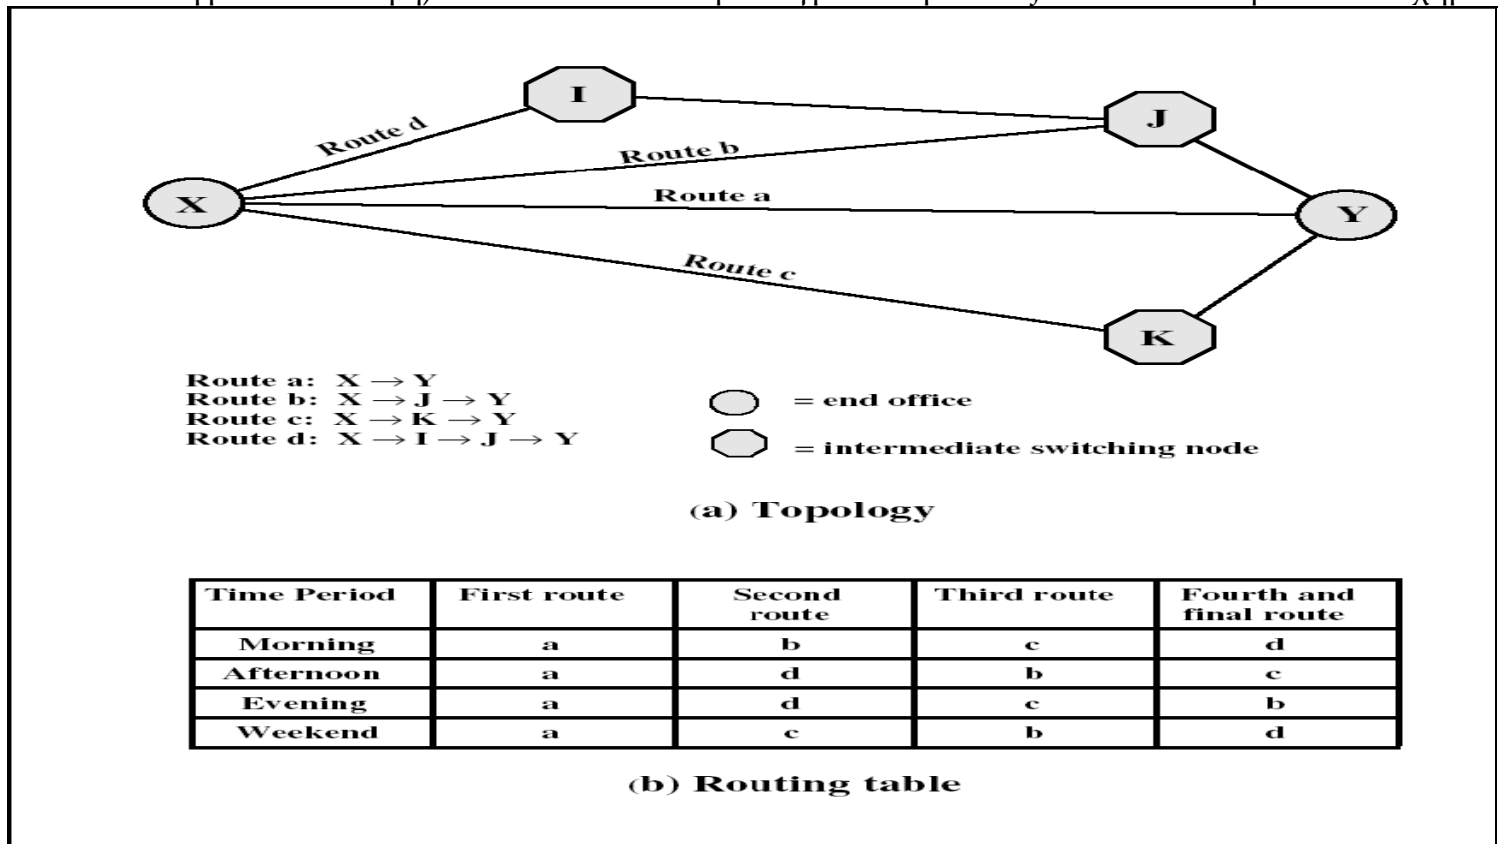 I
J
Route d
Route b
Route a
X
Y
Route c
K
Route a: X → Y
Route b: X → J → Y
Route c: X → K → Y
Route d: X → I → J → Y
= end office
= intermediate switching node
(a) Topology
Time Period First route Second route Third route Fourth and final route
Morning a b c d
Afternoon a d b c
Evening a d c b
Weekend a c b d
(b) Routing table